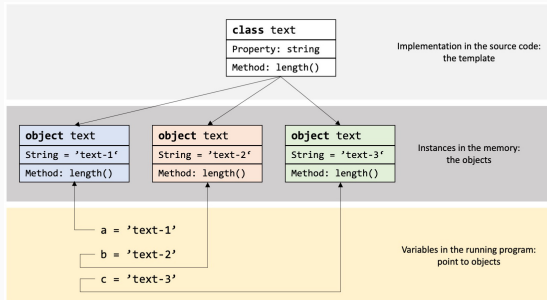 class text
Property: string
Method: length()
Implementation in the source code:
the template
object text
String = ’text-1‘
Method: length()
object text
String = ’text-2‘
Method: length()
object text
String = ’text-3‘
Method: length()
Instances in the memory:
the objects
a = ’text-1’
b = ’text-2’
c = ’text-3’
Variables in the running program:
point to objects